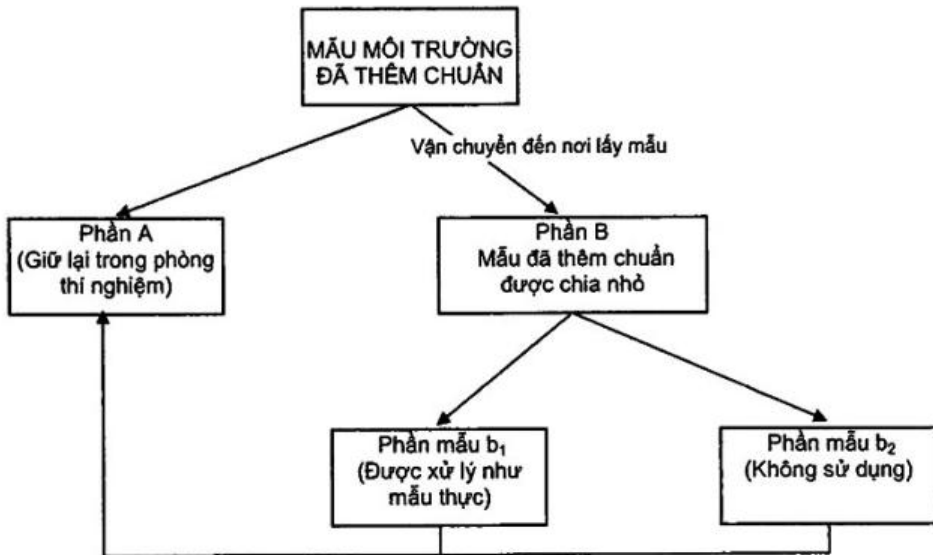 MẪU MÔI TRƯỜNG
ĐÃ THÊM CHUẨN
Vận chuyển đến nơi lấy mẫu
Phần A
(Giữ lại trong phòng
thí nghiệm)
Phần B
Mẫu đã thêm chuẩn
được chia nhỏ
Phần mẫu b₁
(Được xử lý như
mẫu thực)
Phần mẫu b₂
(Không sử dụng)